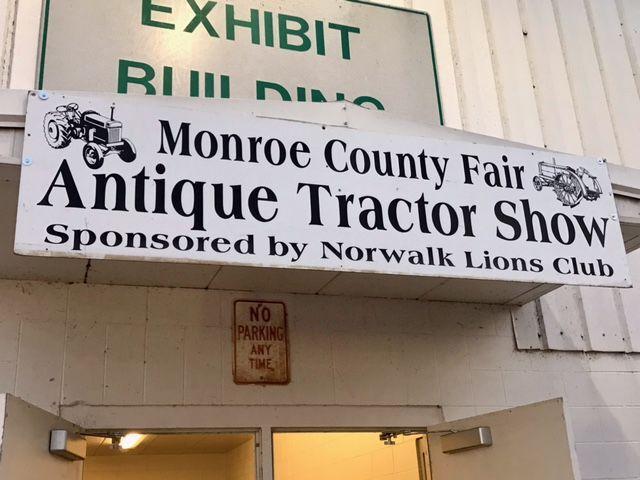 EXHIBIT
BUILDING
Monroe County Fair
Antique Tractor Show
Sponsored by Norwalk Lions Club
NO
PARKING
ANY
TIME